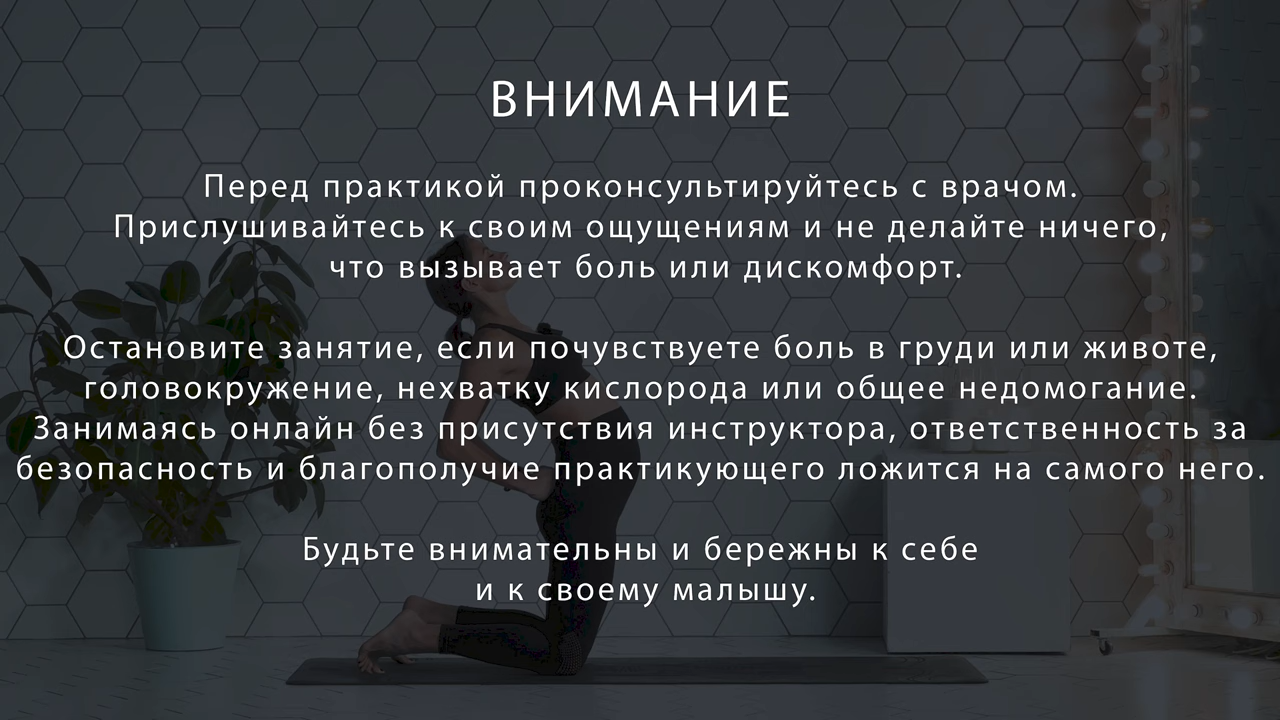 ВНИМАНИЕ
Перед практикой проконсультируйтесь с врачом.
Прислушивайтесь к своим ощущениям и не делайте ничего,
что вызывает боль или дискомфорт.
Остановите занятие, если почувствуете боль в груди или животе,
головокружение, нехватку кислорода или общее недомогание.
Занимаясь онлайн без присутствия инструктора, ответственность за
безопасность и благополучие практикующего ложится на самого него.
Будьте внимательны и бережны к себе
и к своему малышу.